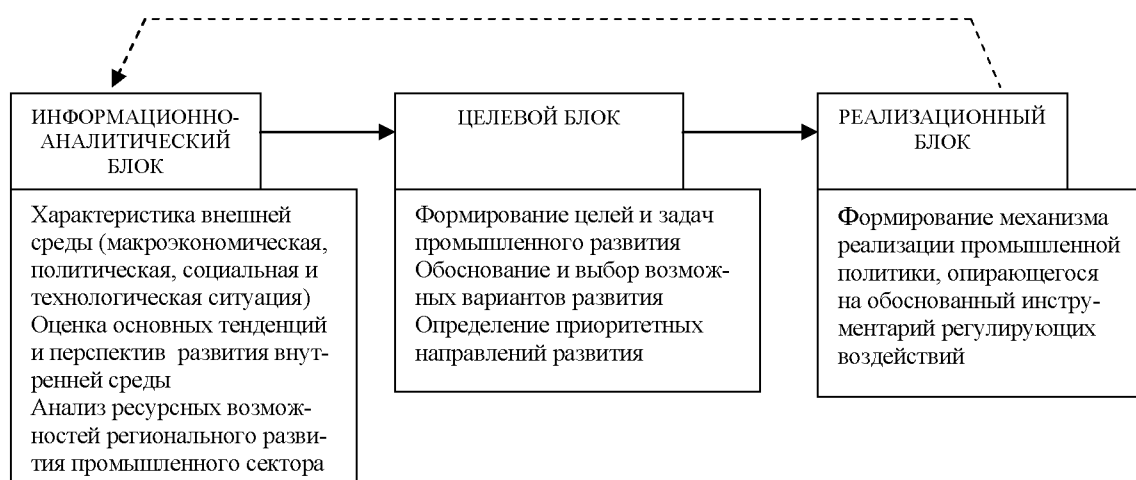 ИНФОРМАЦИОННО-
АНАЛИТИЧЕСКИЙ
БЛОК
Характеристика внешней
среды (макроэкономическая,
политическая, социальная и
технологическая ситуация)
Оценка основных тенденций
и перспектив развития внут-
ренней среды
Анализ ресурсных возмож-
ностей регионального разви-
тия промышленного сектора
ЦЕЛЕВОЙ БЛОК
Формирование целей и задач
промышленного развития
Обоснование и выбор возмож-
ных вариантов развития
Определение приоритетных
направлений развития
РЕАЛИЗАЦИОННЫЙ
БЛОК
Формирование механизма
реализации промышленной
политики, опирающегося
на обоснованный инстру-
ментарий регулирующих
воздействий